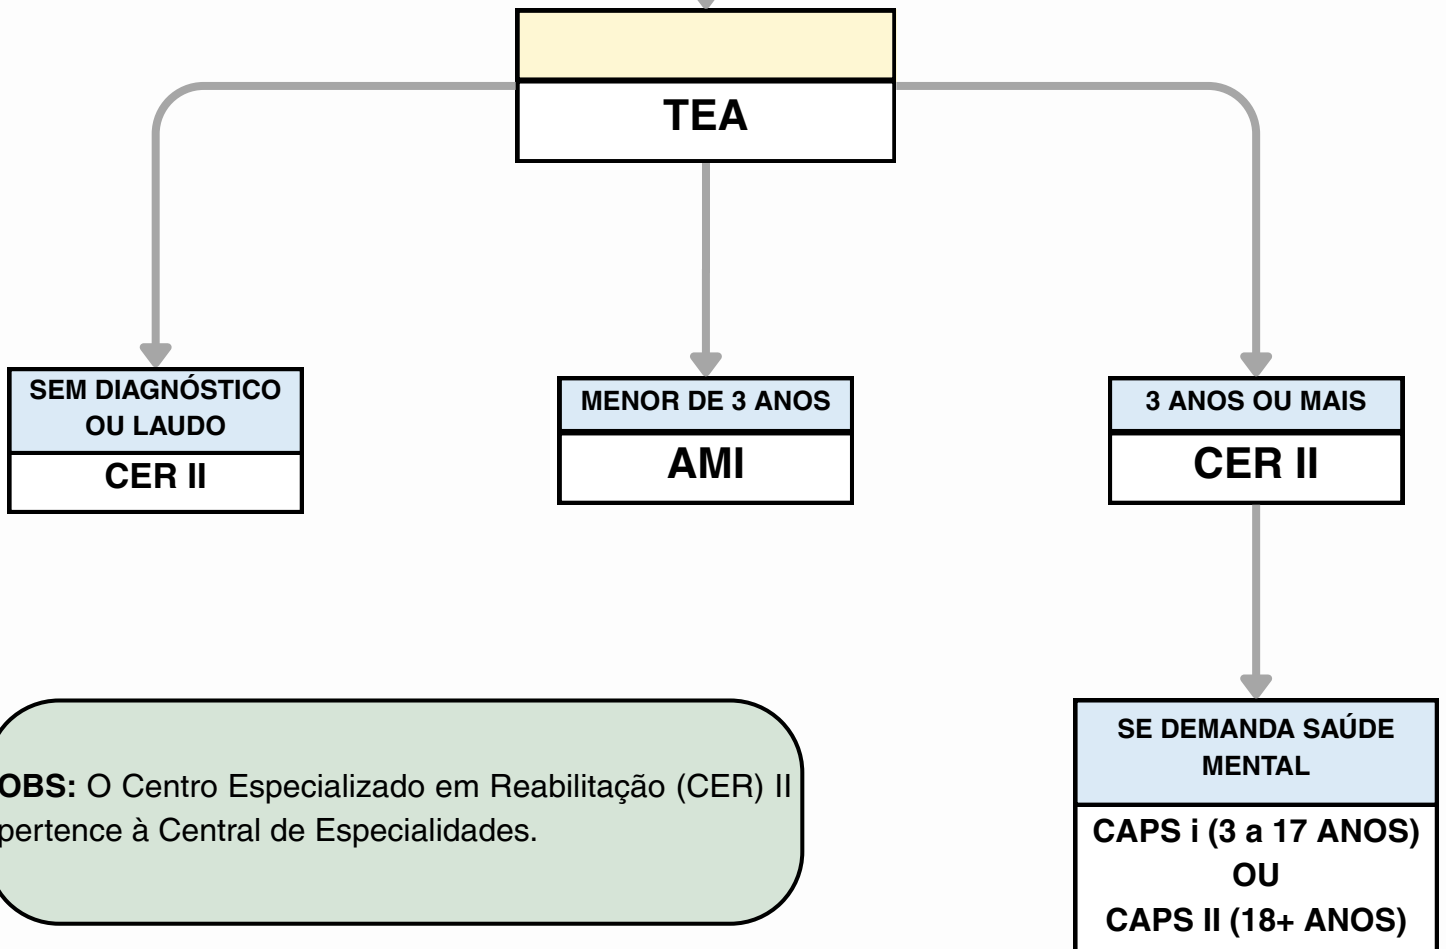 TEA
SEM DIAGNÓSTICO
OU LAUDO
CER II
MENOR DE 3 ANOS
AMI
3 ANOS OU MAIS
CER II
SE DEMANDA SAÚDE
MENTAL
CAPS i (3 a 17 ANOS)
OU
CAPS II (18+ ANOS)
OBS: O Centro Especializado em Reabilitação (CER) II
pertence à Central de Especialidades.